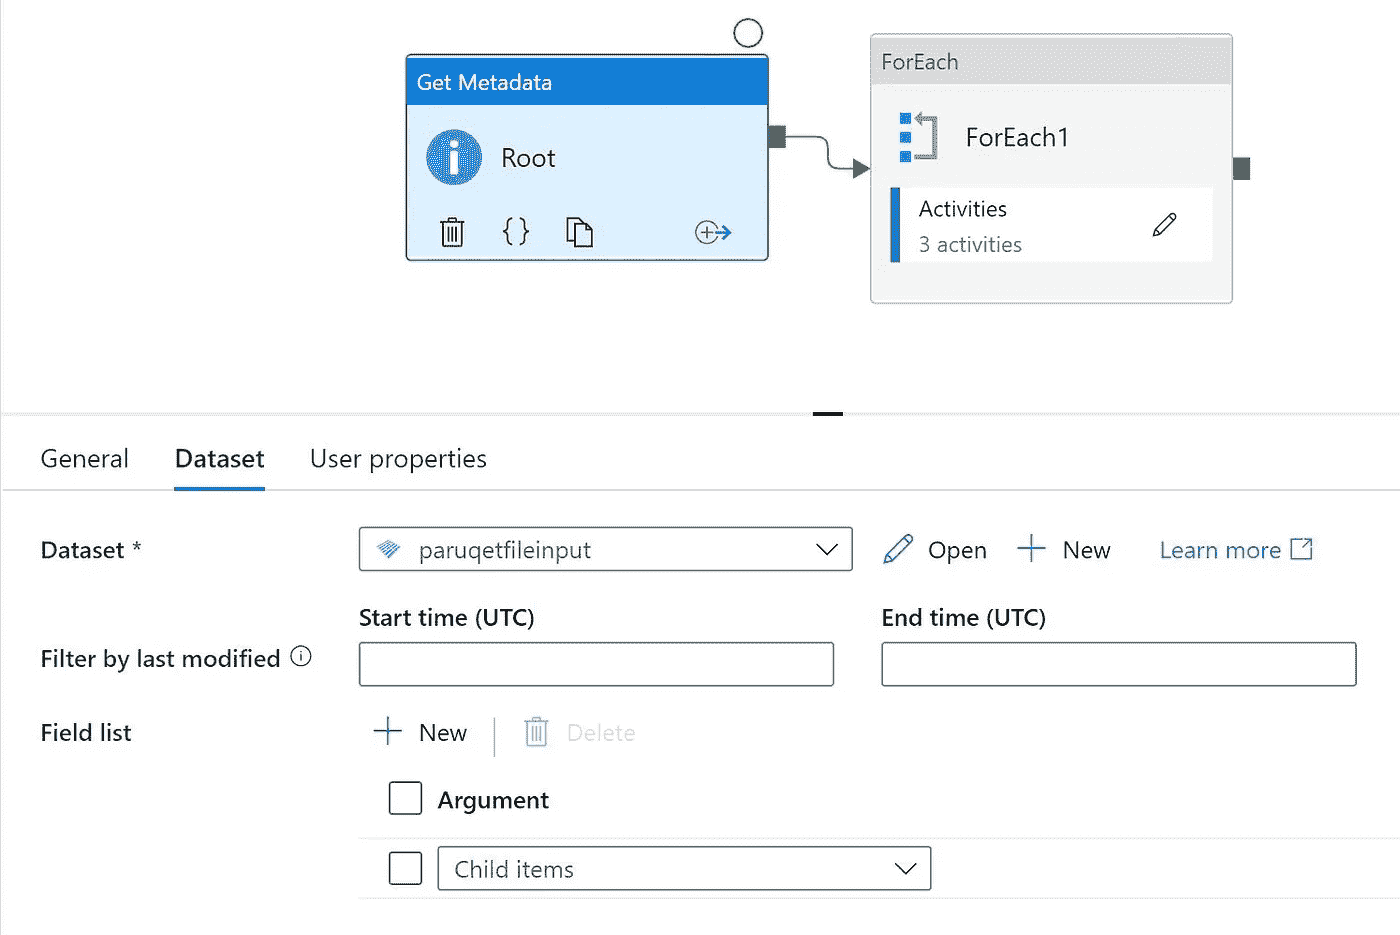 Get Metadata
Root
{}
ForEach
ForEach1
Activities
3 activities
General Dataset User properties
Dataset * paruqetfileinput Open New Learn more
Start time (UTC) End time (UTC)
Filter by last modified
Field list New Delete
Argument
Child items